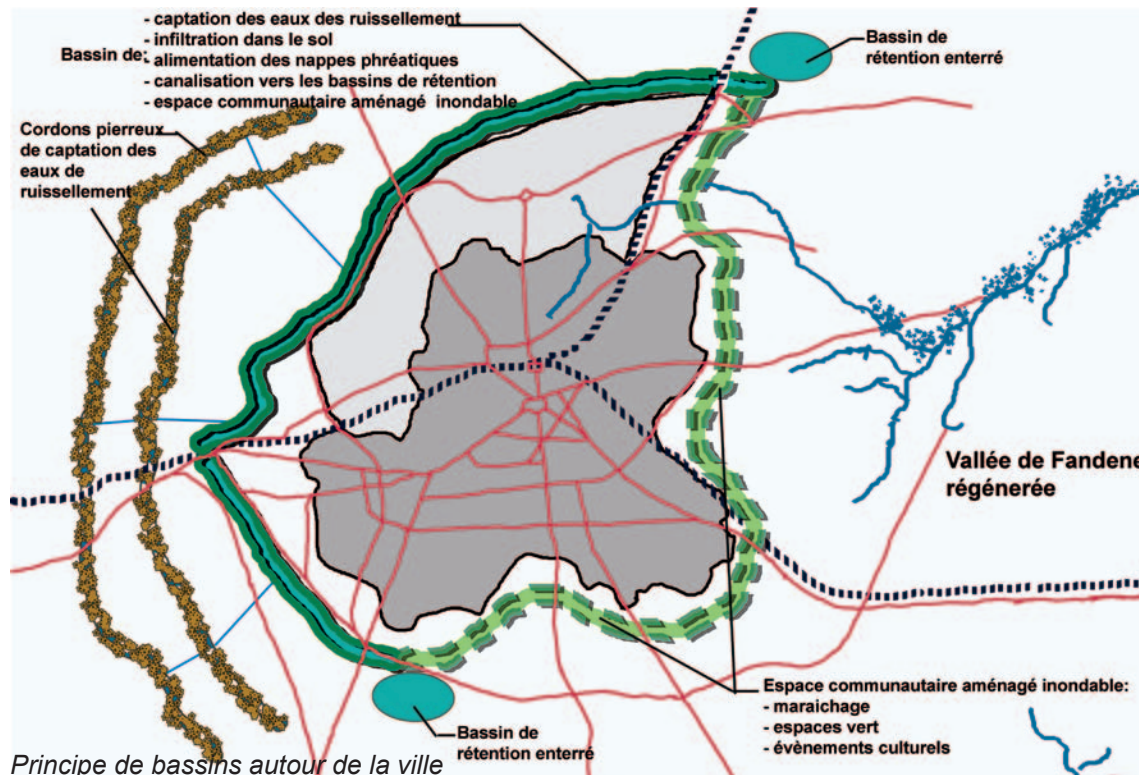 Bassin de:
- captation des eaux des ruissellement
- infiltration dans le sol
- alimentation des nappes phréatiques
- canalisation vers les bassins de rétention
- espace communautaire aménagé inondable
Bassin de
rétention enterré
Cordons pierreux
de captation des
eaux de
ruissellement
Vallée de Fandene
régénerée
Espace communautaire aménagé inondable:
- maraichage
- espaces vert
- évènements culturels
Bassin de
rétention enterré
Principe de bassins autour de la ville